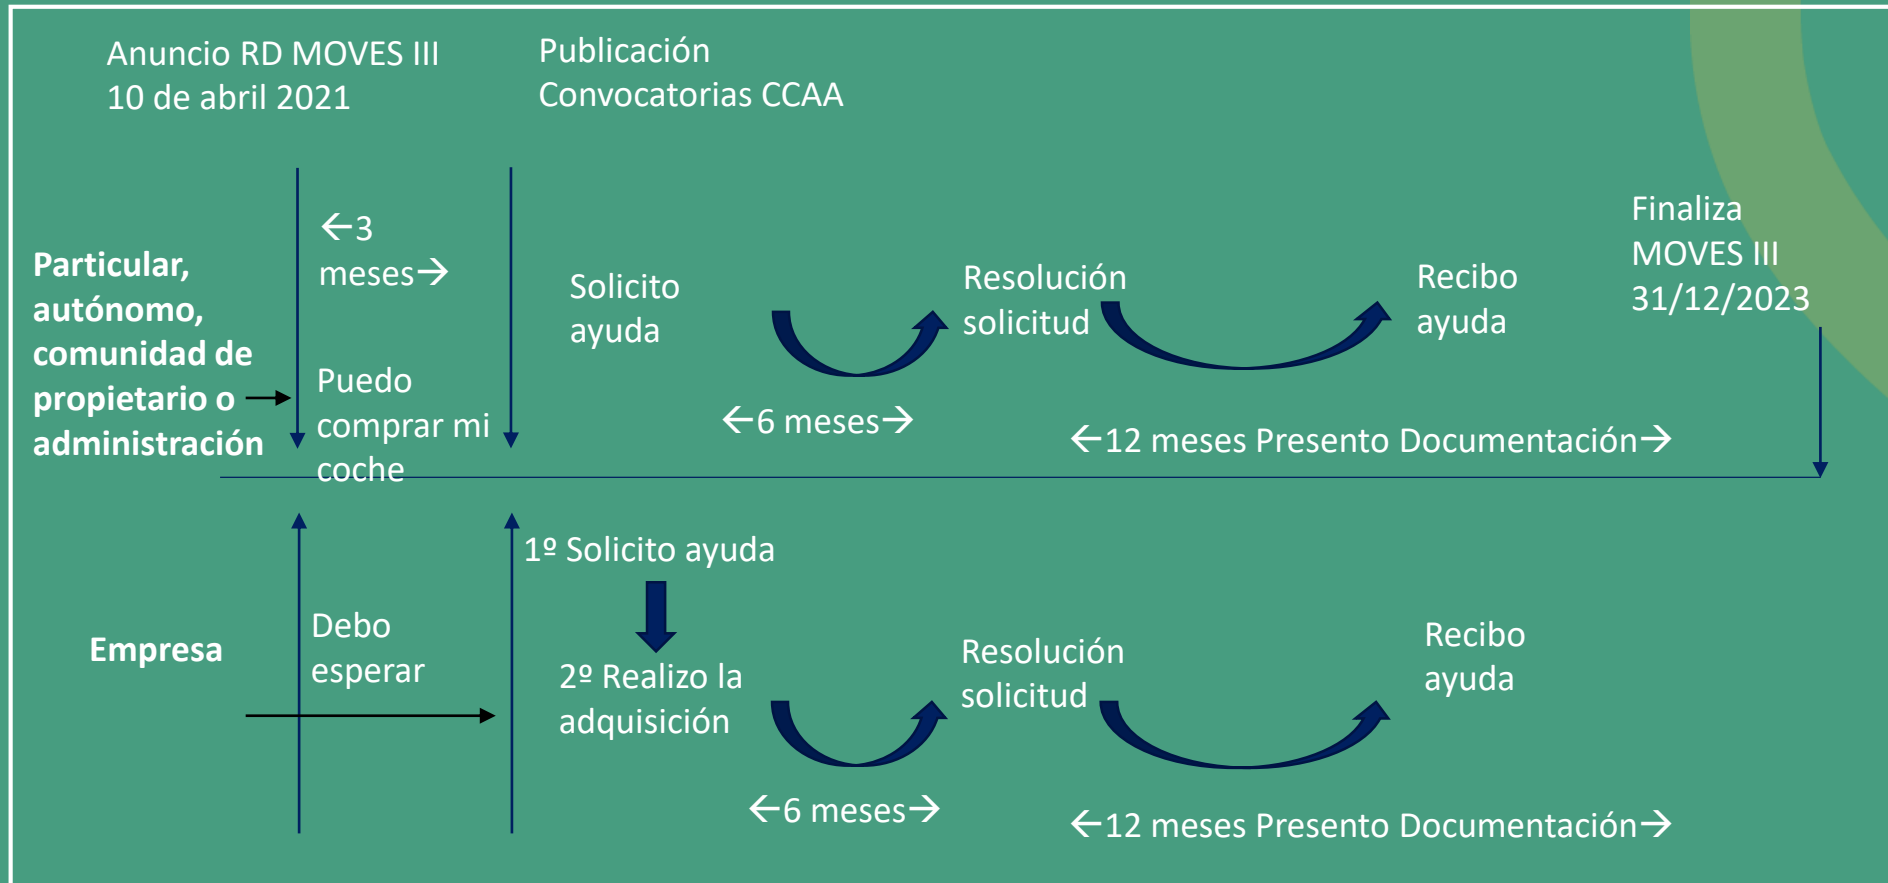 Anuncio RD MOVES III
10 de abril 2021
Publicación
Convocatorias CCAA
Particular,
autónomo,
comunidad de
propietario o
administración
←3
meses→
Puedo
comprar mi
coche
Solicito
ayuda
←6 meses→
Resolución
solicitud
←12 meses Presento Documentación→
Recibo
ayuda
Finaliza
MOVES III
31/12/2023
Empresa
Debo
esperar
1º Solicito ayuda
2º Realizo la
adquisición
←6 meses→
Resolución
solicitud
←12 meses Presento Documentación→
Recibo
ayuda